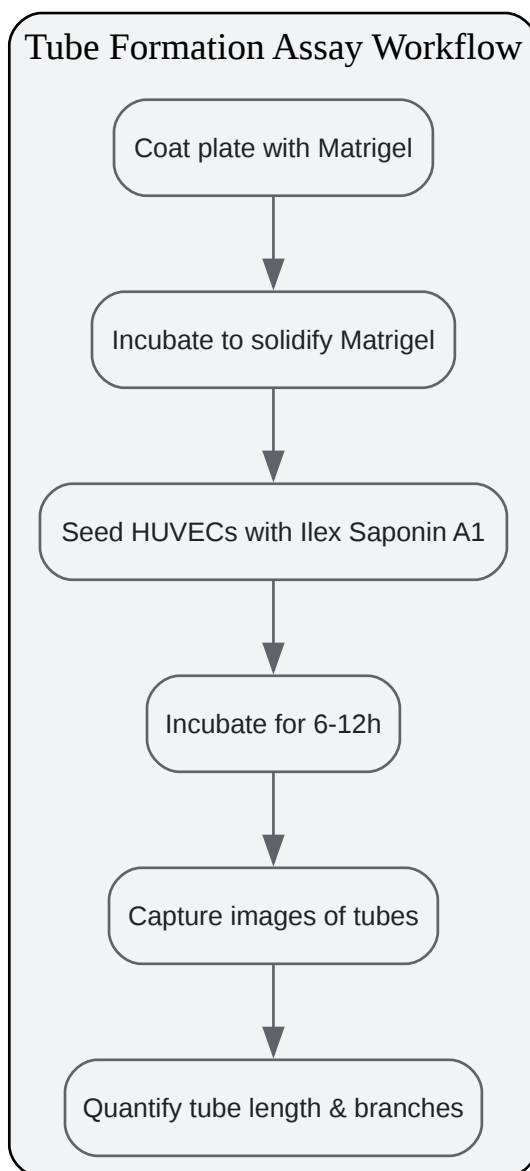 Tube Formation Assay Workflow
Coat plate with Matrigel
Incubate to solidify Matrigel
Seed HUVECs with Ilex Saponin A1
Incubate for 6-12h
Capture images of tubes
Quantify tube length & branches